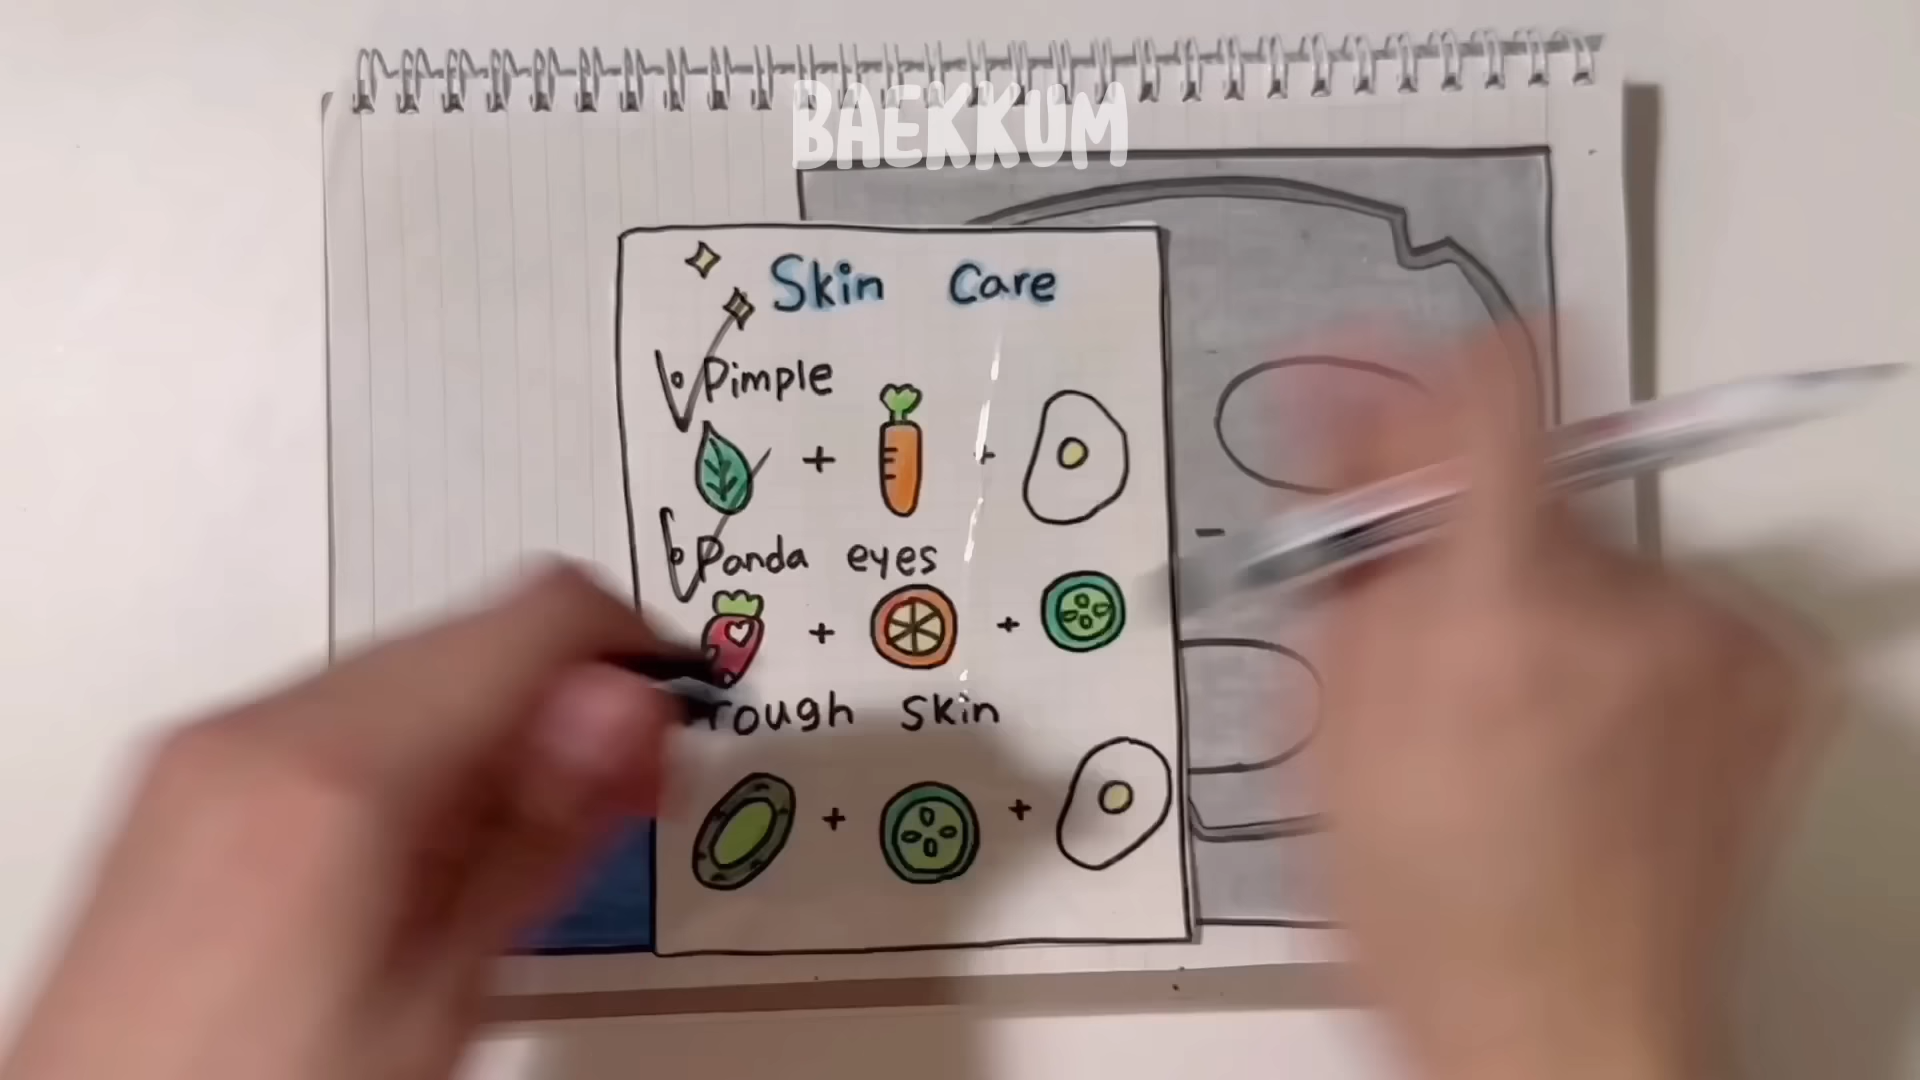 BAEKKUM
Skin Care
Pimple
+ +
Panda eyes
+ +
rough skin
+ +